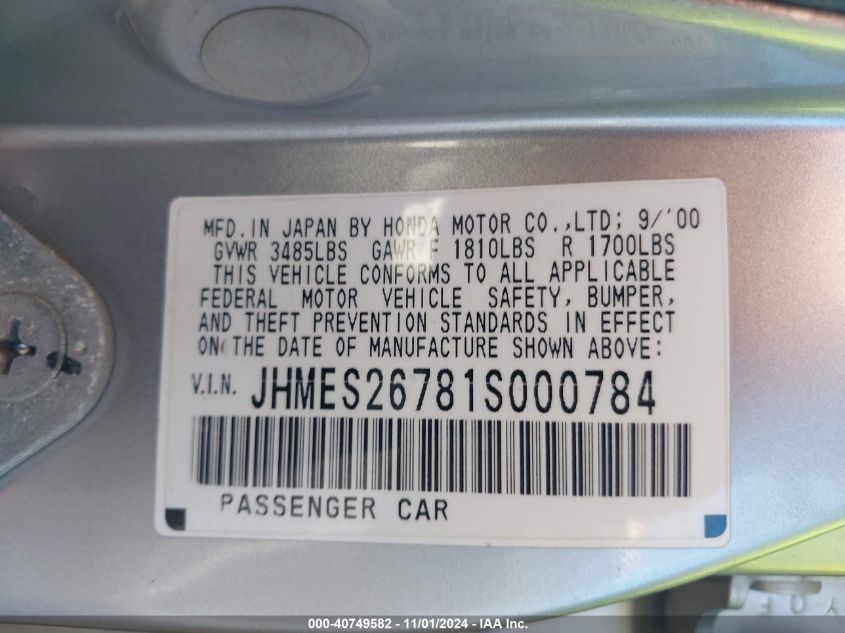 MFD. IN JAPAN BY HONDA MOTOR CO.,LTD; 9/'00
GVWR 3485LBS GAWR F 1810LBS R 1700LBS
THIS VEHICLE CONFORMS TO ALL APPLICABLE
FEDERAL MOTOR VEHICLE SAFETY, BUMPER,
AND THEFT PREVENTION STANDARDS IN EFFECT
ON THE DATE OF MANUFACTURE SHOWN ABOVE:
V.I.N. JHMES26781S000784
PASSENGER CAR
000-40749582 - 11/01/2024 - IAA Inc.